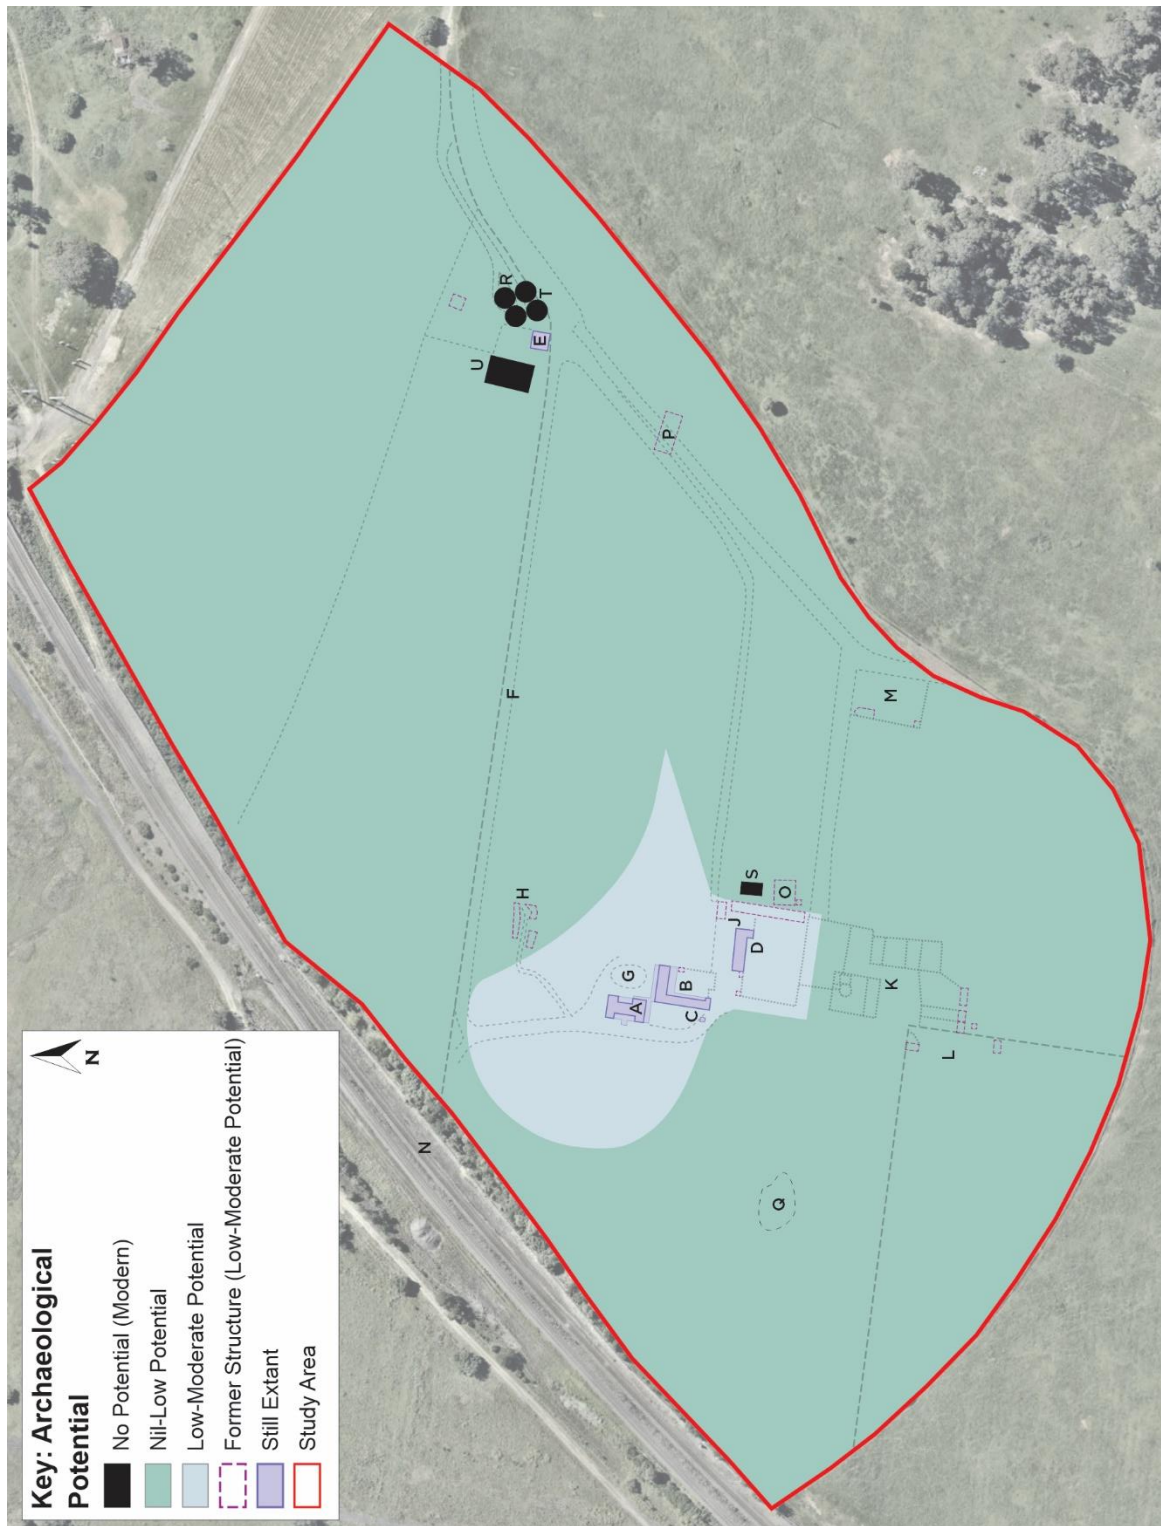 Key: Archaeological
Potential
No Potential (Modern)
Nil-Low Potential
Low-Moderate Potential
Former Structure (Low-Moderate Potential)
Still Extant
Study Area
N
N
Q
A
G
B
C
H
F
J
D
S
O
K
L
M
P
U
E
R
T